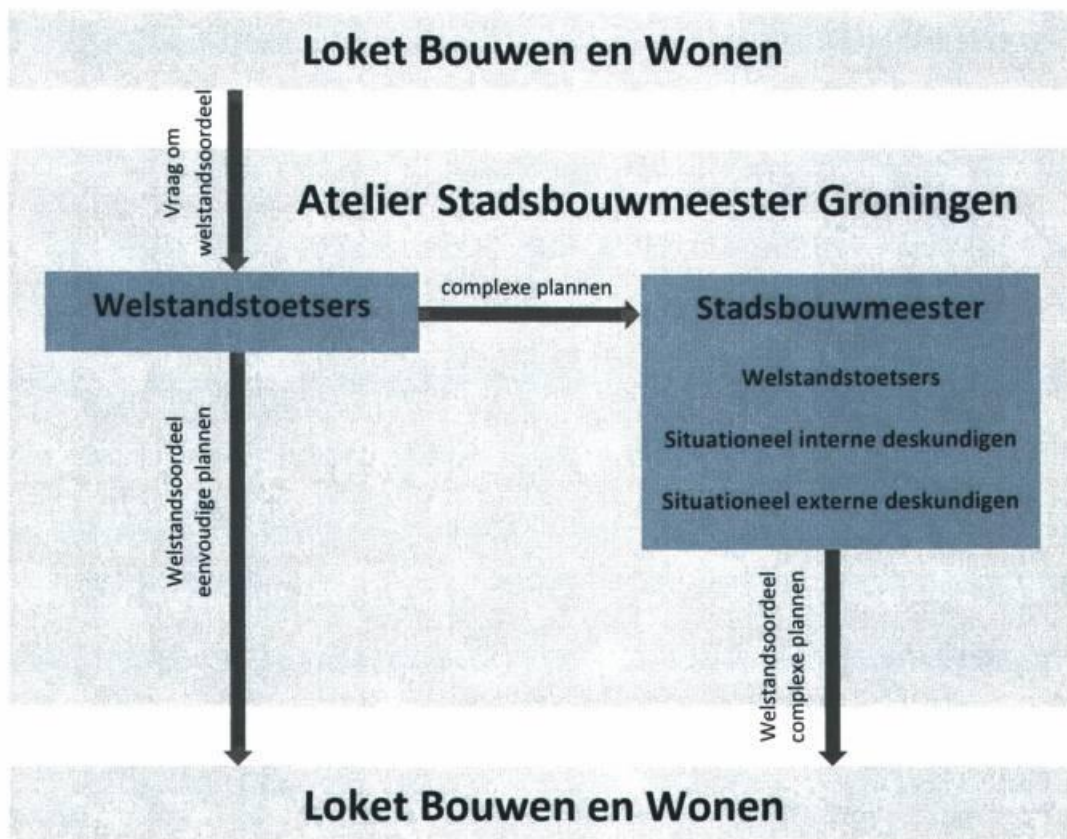 Loket Bouwen en Wonen
Vraag om
welstandsoordeel
Atelier Stadsbouwmeester Groningen
Welstandstoetsers
complexe plannen
Stadsbouwmeester
Welstandstoetsers
Situationeel interne deskundigen
Situationeel externe deskundigen
Welstandsoordeel
eenvoudige plannen
Welstandsoordeel
complexe plannen
Loket Bouwen en Wonen